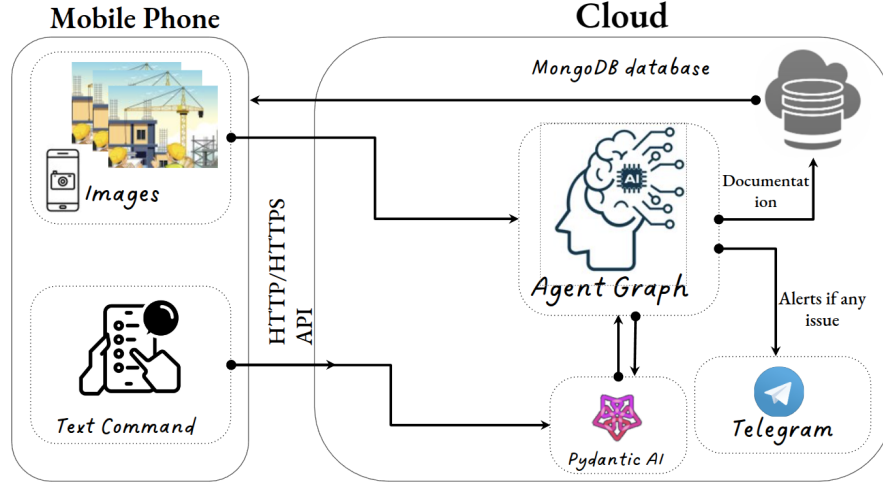 Mobile Phone
Cloud
MongoDB database
Images
AI
Documentat
ion
Agent Graph
HTTP/HTTPS
API
Alerts if any
issue
Text Command
Pydantic AI
Telegram